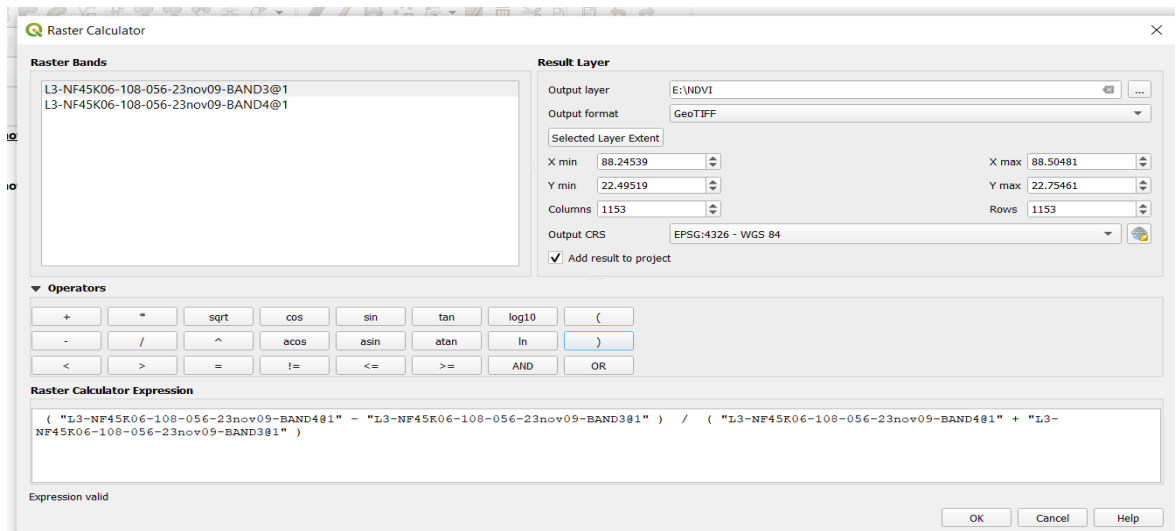 Raster Calculator
Raster Bands
L3-NF45K06-108-056-23nov09-BAND3@1
L3-NF45K06-108-056-23nov09-BAND4@1
Result Layer
Output layer E:\NDVI ...
Output format GeoTIFF
Selected Layer Extent
X min 88.24539 X max 88.50481
Y min 22.49519 Y max 22.75461
Columns 1153 Rows 1153
Output CRS EPSG:4326 - WGS 84
Add result to project
Operators
+ * sqrt cos sin tan log10 (
- / ^ acos asin atan ln )
< > = != <= >= AND OR
Raster Calculator Expression
( "L3-NF45K06-108-056-23nov09-BAND4@1" - "L3-NF45K06-108-056-23nov09-BAND3@1" ) / ( "L3-NF45K06-108-056-23nov09-BAND4@1" + "L3-
NF45K06-108-056-23nov09-BAND3@1" )
Expression valid
OK Cancel Help